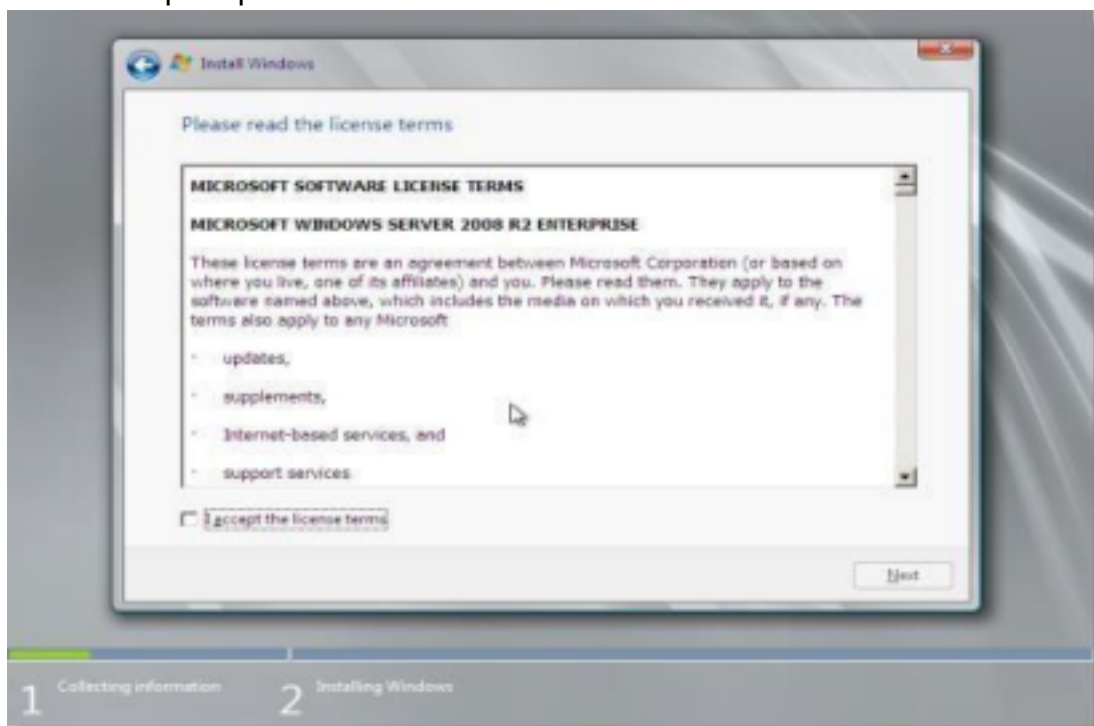 Install Windows
Please read the license terms
MICROSOFT SOFTWARE LICENSE TERMS
MICROSOFT WINDOWS SERVER 2008 R2 ENTERPRISE
These license terms are an agreement between Microsoft Corporation (or based on
where you live, one of its affiliates) and you. Please read them. They apply to the
software named above, which includes the media on which you received it, if any. The
terms also apply to any Microsoft
· updates,
· supplements,
· Internet-based services, and
· support services
I accept the license terms
Next
1 Collecting information 2 Installing Windows